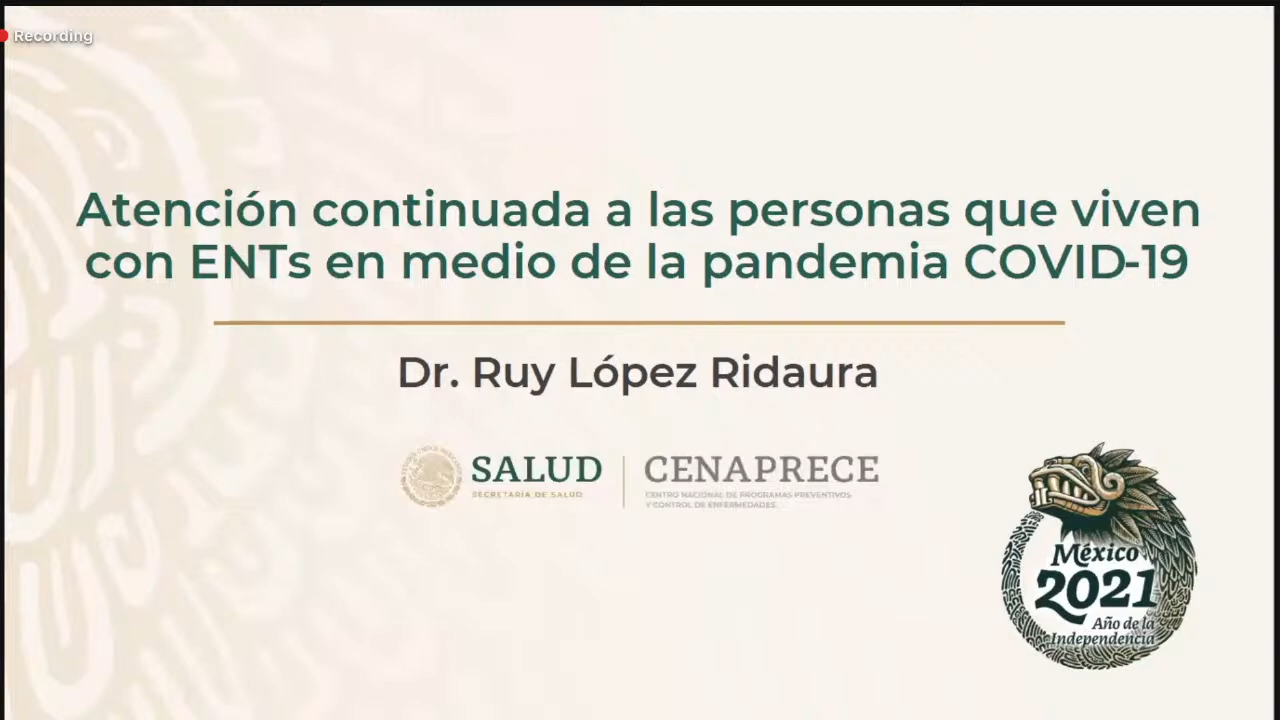 Recording
Atención continuada a las personas que viven
con ENTs en medio de la pandemia COVID-19
Dr. Ruy López Ridaura
SALUD
SECRETARÍA DE SALUD
CENAPRECE
CENTRO NACIONAL DE PROGRAMAS PREVENTIVOS
Y CONTROL DE ENFERMEDADES
México
2021
Año de la
Independencia